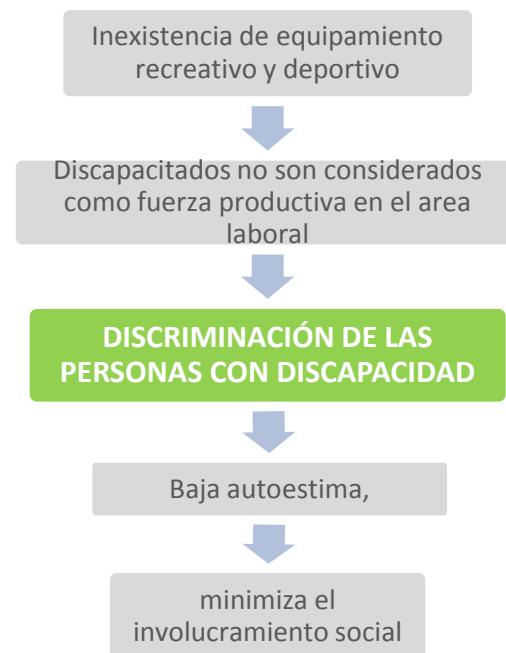 Inexistencia de equipamiento
recreativo y deportivo
Discapacitados no son considerados
como fuerza productiva en el area
laboral
DISCRIMINACIÓN DE LAS
PERSONAS CON DISCAPACIDAD
Baja autoestima,
minimiza el
involucramiento social